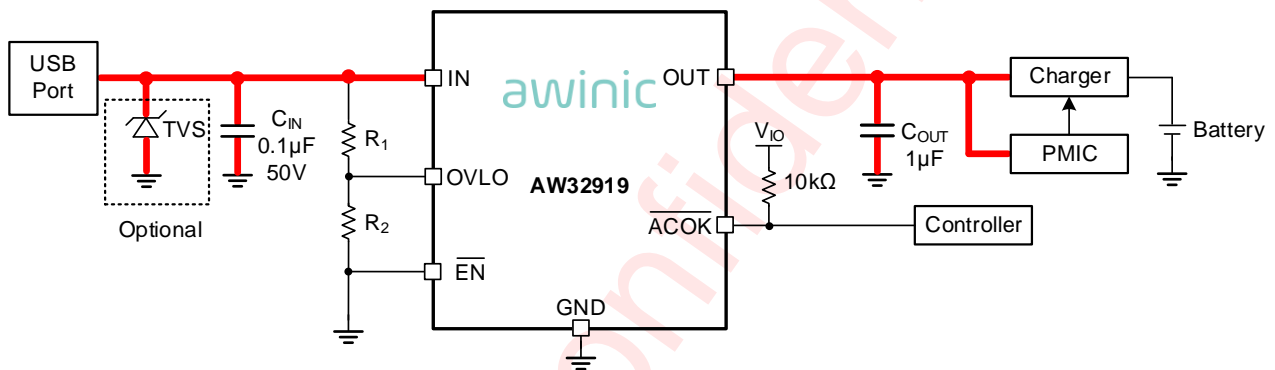 USB
Port
TVS
Optional
C_IN
0.1µF
50V
R_1
R_2
IN
OVLO
EN
awinic
AW32919
OUT
ACOK
GND
V_IO
10kΩ
C_OUT
1µF
Charger
PMIC
Battery
Controller